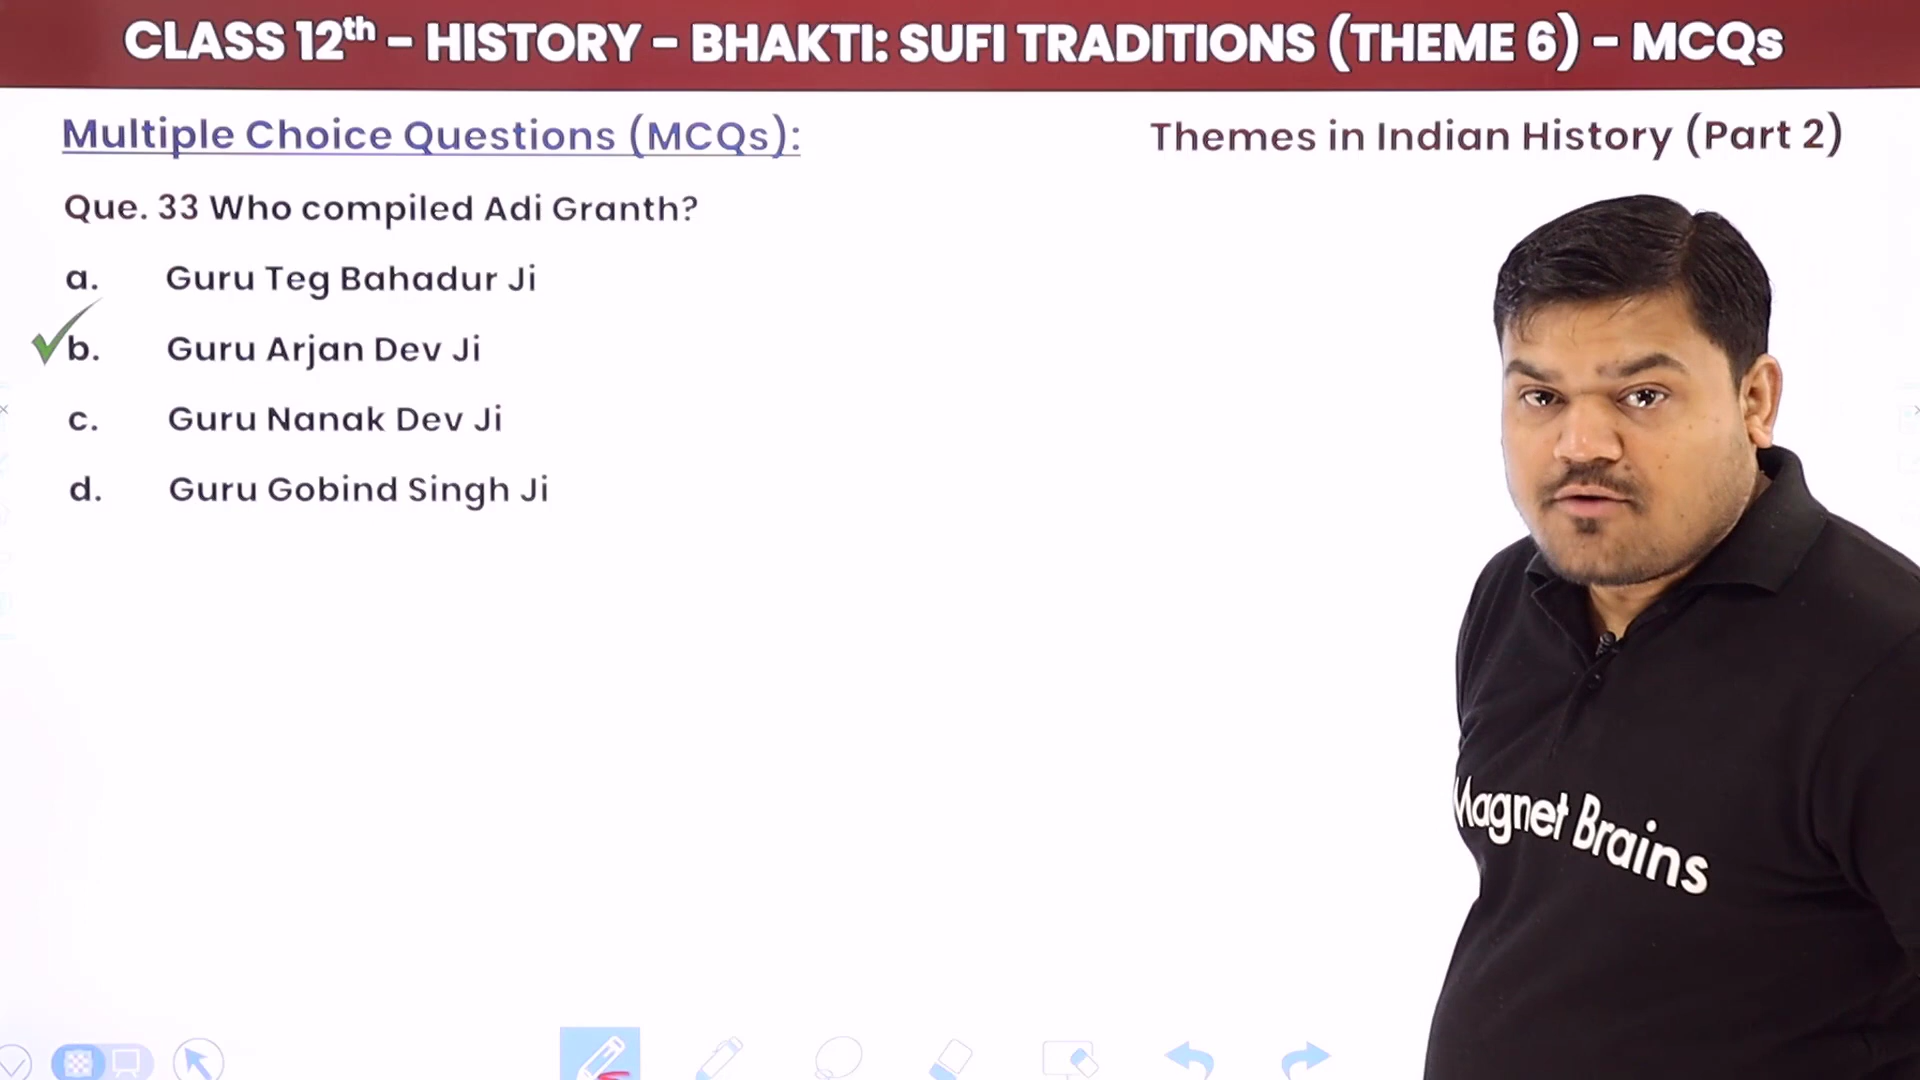 CLASS 12th - HISTORY - BHAKTI: SUFI TRADITIONS (THEME 6) - MCQs
Multiple Choice Questions (MCQs):
Themes in Indian History (Part 2)
Que. 33 Who compiled Adi Granth?
a. Guru Teg Bahadur Ji
b. Guru Arjan Dev Ji
c. Guru Nanak Dev Ji
d. Guru Gobind Singh Ji
Magnet Brains